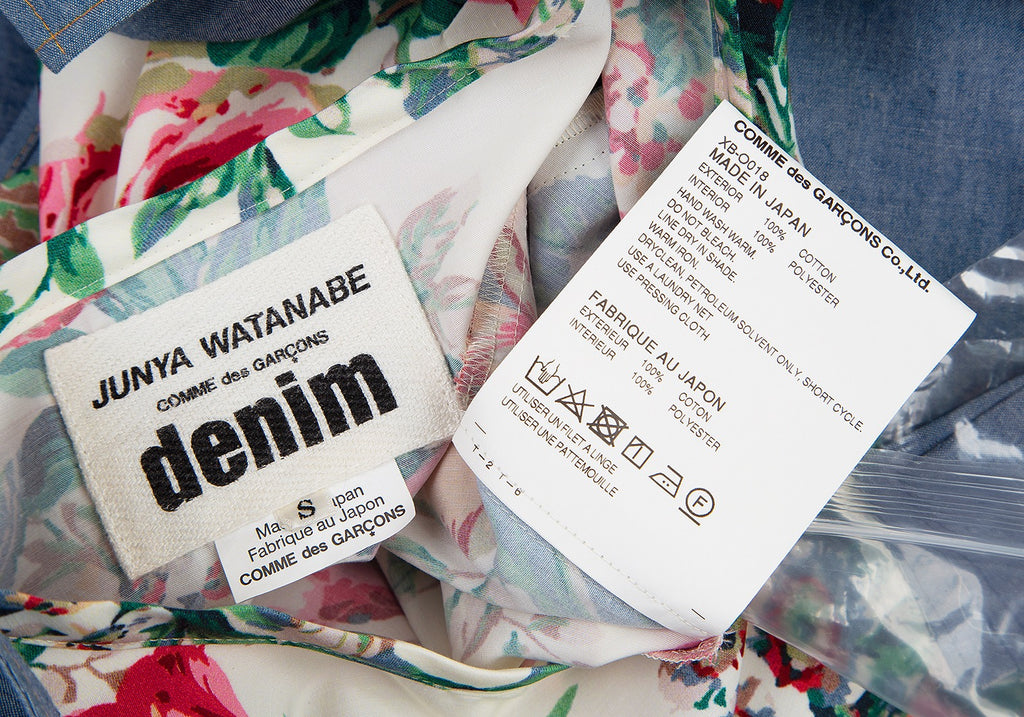 JUNYA WATANABE
COMME des GARÇONS
denim
S
Fabrique au Japon
COMME des GARÇONS
COMME des GARÇONS Co.,Ltd.
XB-O018
MADE IN JAPAN
EXTERIOR 100% COTTON
INTERIOR 100% POLYESTER
HAND WASH WARM.
DO NOT BLEACH.
LINE DRY IN SHADE.
WARM IRON.
DRYCLEAN, PETROLEUM SOLVENT ONLY, SHORT CYCLE.
USE A LAUNDRY NET
USE PRESSING CLOTH
FABRIQUE AU JAPON
EXTERIEUR 100% COTON
INTERIEUR 100% POLYESTER
F
UTILISER UN FILET A LINGE
UTILISER UNE PATTEMOUILLE
T-2 T-6